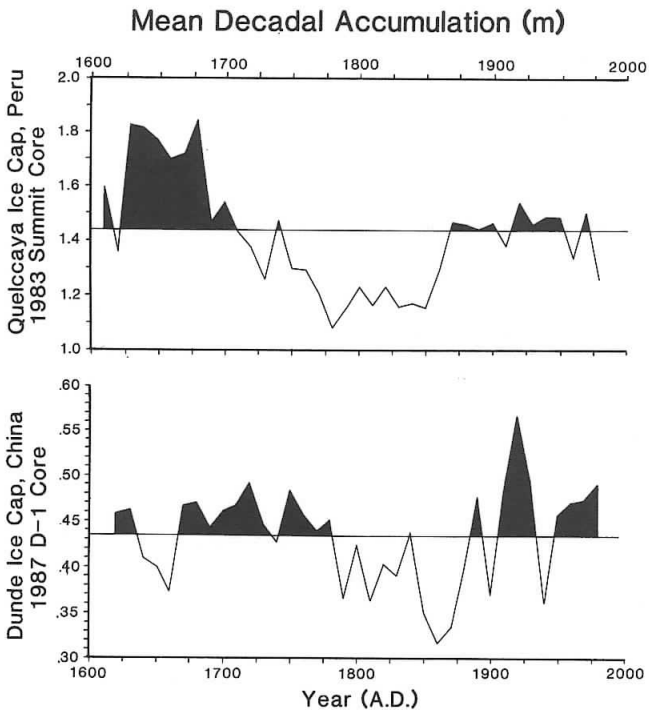 Mean Decadal Accumulation (m)
1600 1700 1800 1900 2000
2.0
1.8
1.6
1.4
1.2
1.0
Quelccaya Ice Cap, Peru
1983 Summit Core
.60
.55
.50
.45
.40
.35
.30
Dunde Ice Cap, China
1987 D-1 Core
1600 1700 1800 1900 2000
Year (A.D.)